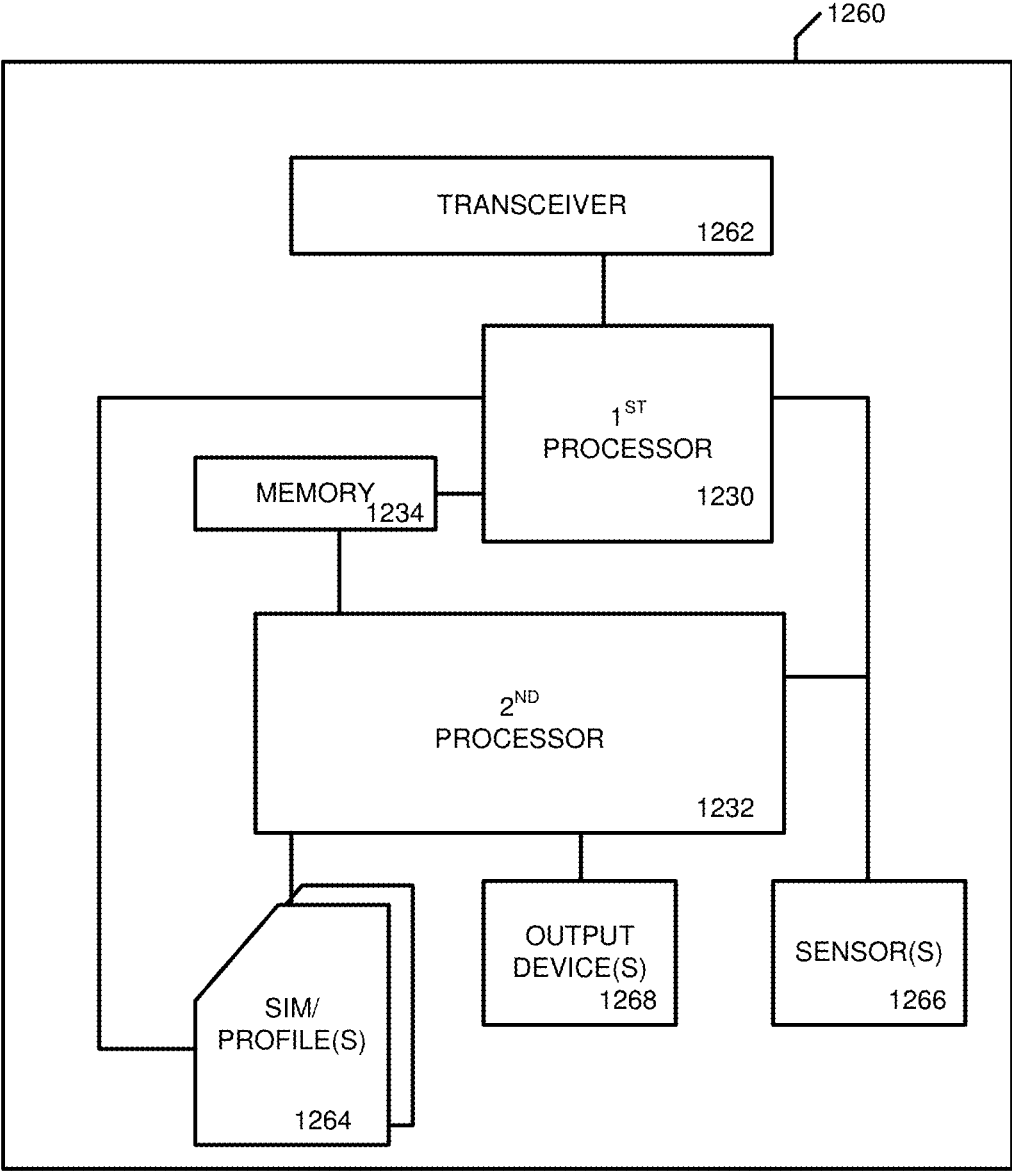 1260
TRANSCEIVER
1262
1ST
PROCESSOR
1230
MEMORY
1234
2ND
PROCESSOR
1232
OUTPUT
DEVICE(S)
1268
SENSOR(S)
1266
SIM/
PROFILE(S)
1264